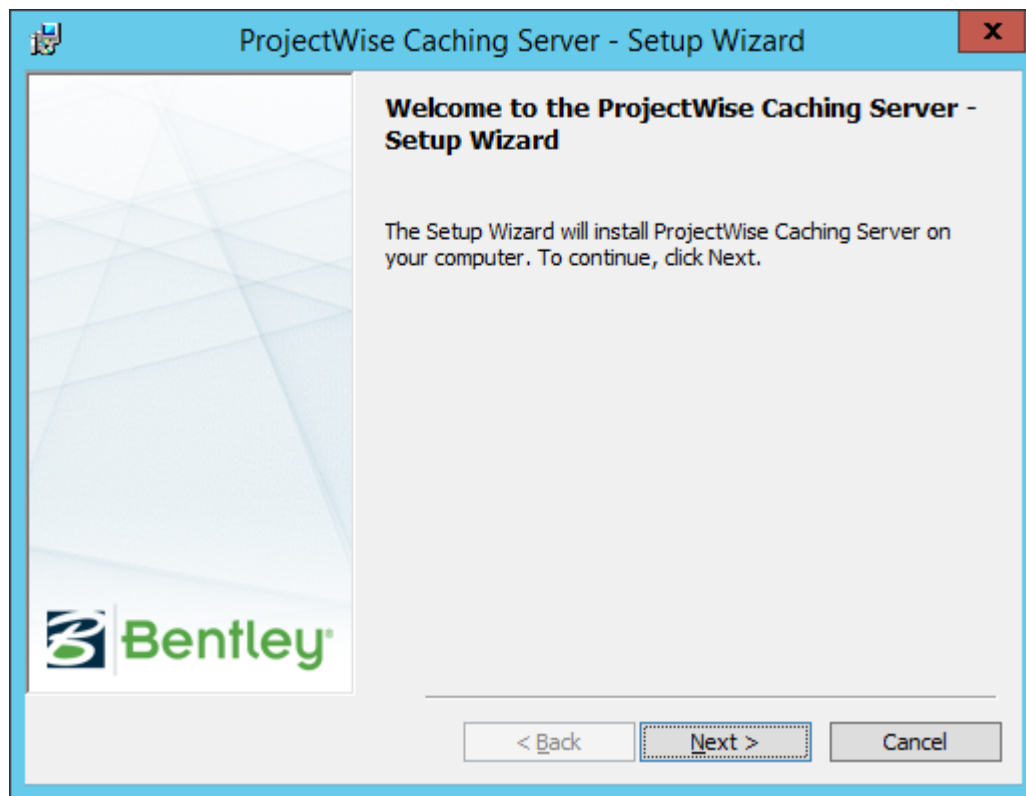 ProjectWise Caching Server - Setup Wizard
x
Welcome to the ProjectWise Caching Server -
Setup Wizard
The Setup Wizard will install ProjectWise Caching Server on
your computer. To continue, click Next.
Bentley®
< Back
Next >
Cancel